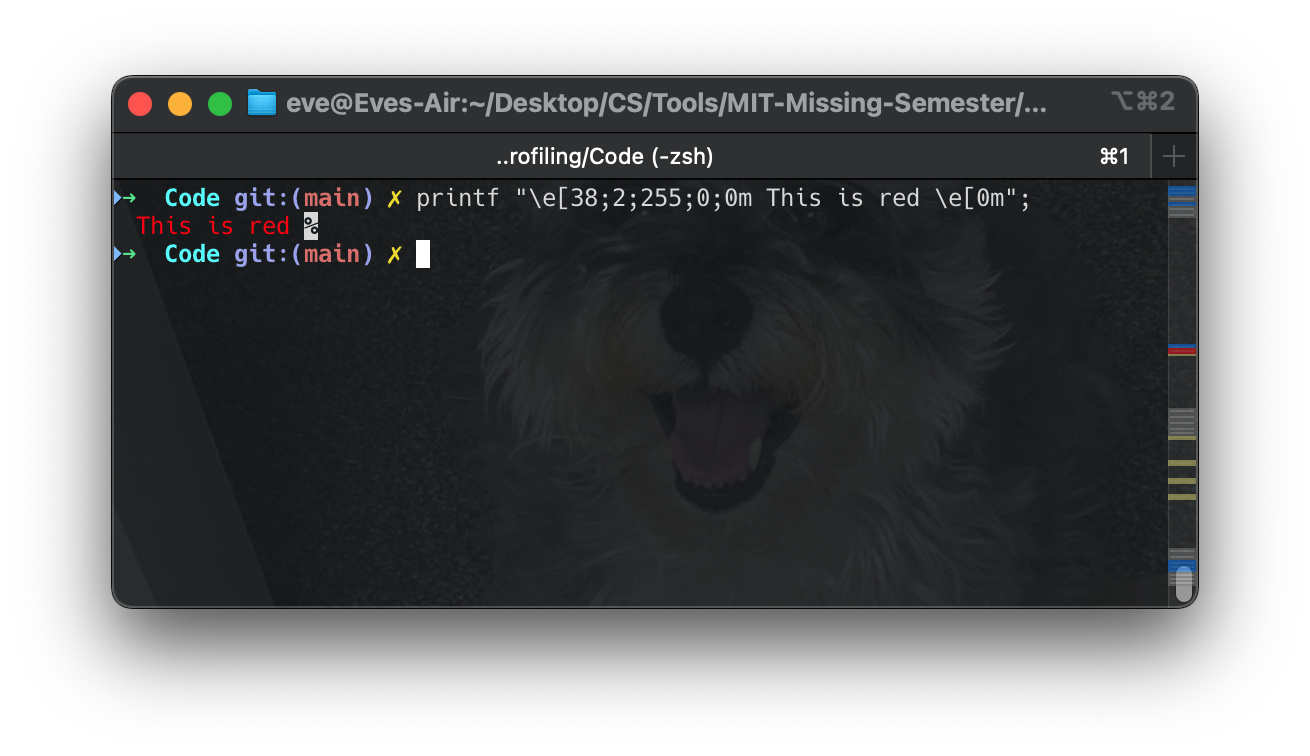 eve@Eves-Air:~/Desktop/CS/Tools/MIT-Missing-Semester/... ⌥⌘2
..rofiling/Code (-zsh) ⌘1
➜ Code git:(main) ✗ printf "\e[38;2;255;0;0m This is red \e[0m";
This is red %
➜ Code git:(main) ✗